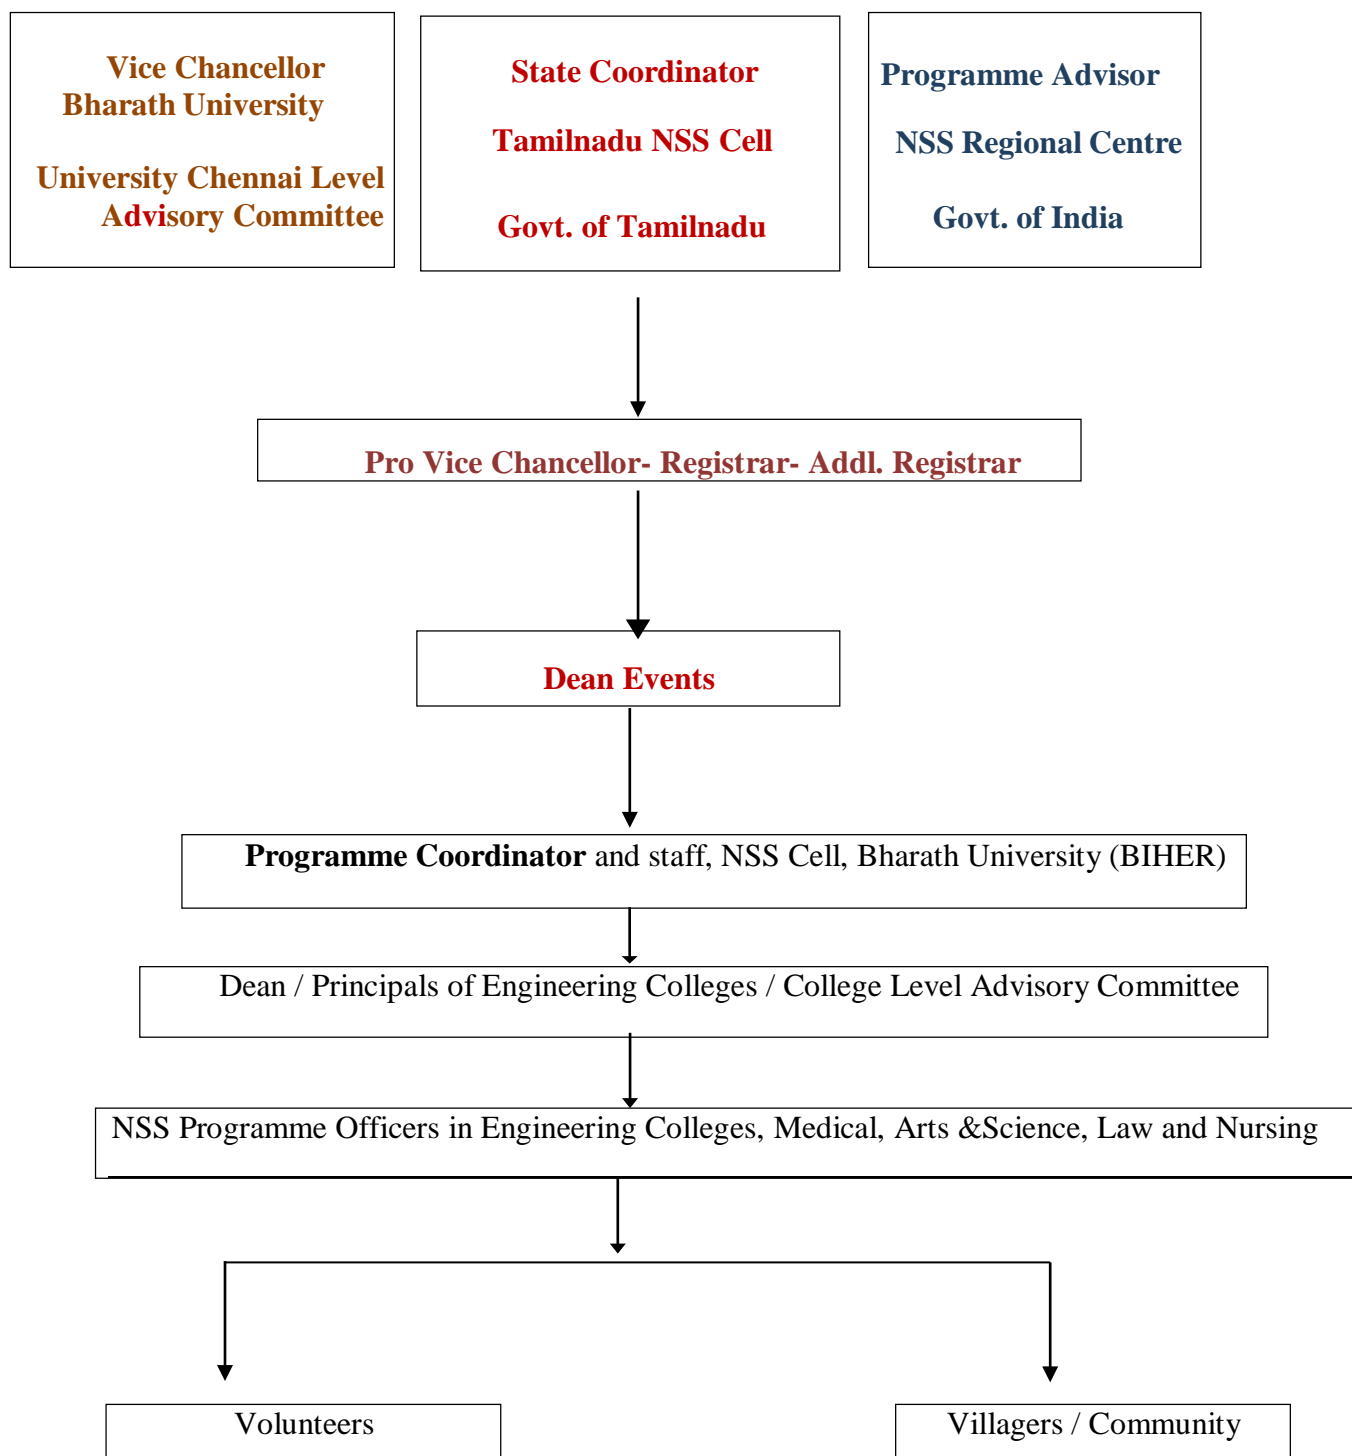 Vice Chancellor
Bharath University
University Chennai Level
Advisory Committee
State Coordinator
Tamilnadu NSS Cell
Govt. of Tamilnadu
Programme Advisor
NSS Regional Centre
Govt. of India
Pro Vice Chancellor- Registrar- Addl. Registrar
Dean Events
Programme Coordinator and staff, NSS Cell, Bharath University (BIHER)
Dean / Principals of Engineering Colleges / College Level Advisory Committee
NSS Programme Officers in Engineering Colleges, Medical, Arts &Science, Law and Nursing
Volunteers
Villagers / Community